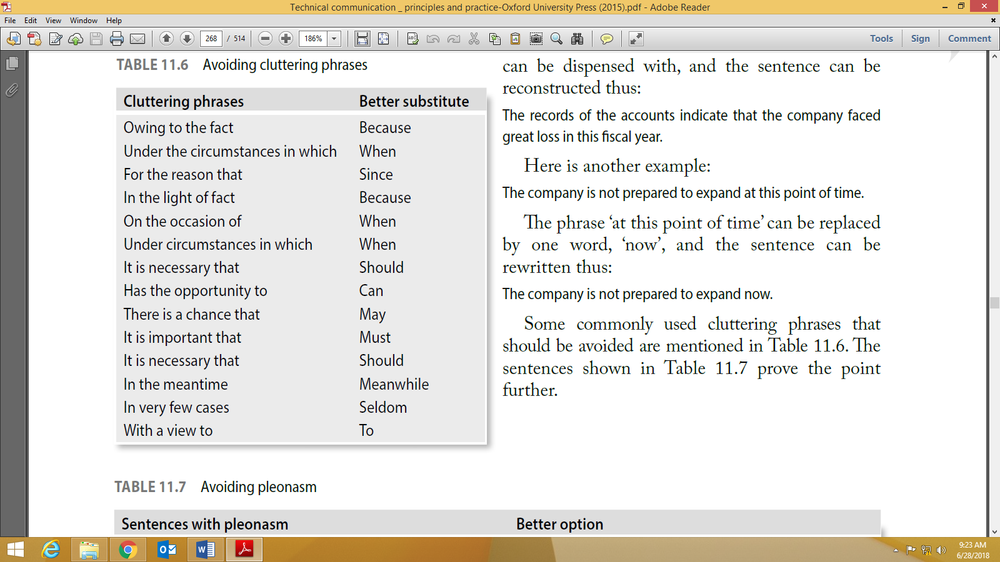 Technical communication _ principles and practice-Oxford University Press (2015).pdf - Adobe Reader
File Edit View Window Help
268 / 514 186% Tools Sign Comment
TABLE 11.6 Avoiding cluttering phrases
Cluttering phrases Better substitute
Owing to the fact Because
Under the circumstances in which When
For the reason that Since
In the light of fact Because
On the occasion of When
Under circumstances in which When
It is necessary that Should
Has the opportunity to Can
There is a chance that May
It is important that Must
It is necessary that Should
In the meantime Meanwhile
In very few cases Seldom
With a view to To
can be dispensed with, and the sentence can be
reconstructed thus:
The records of the accounts indicate that the company faced
great loss in this fiscal year.
Here is another example:
The company is not prepared to expand at this point of time.
The phrase ‘at this point of time’ can be replaced
by one word, ‘now’, and the sentence can be
rewritten thus:
The company is not prepared to expand now.
Some commonly used cluttering phrases that
should be avoided are mentioned in Table 11.6. The
sentences shown in Table 11.7 prove the point
further.
TABLE 11.7 Avoiding pleonasm
Sentences with pleonasm Better option
9:23 AM
6/28/2018